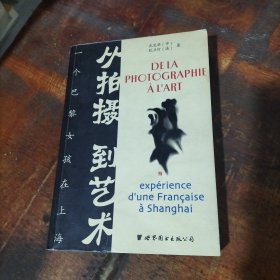 从拍摄到艺术
一个巴黎女孩在上海
著
DE LA
PHOTOGRAPHIE
À L'ART
expérience
d'une Française
à Shanghai
世界图书出版公司